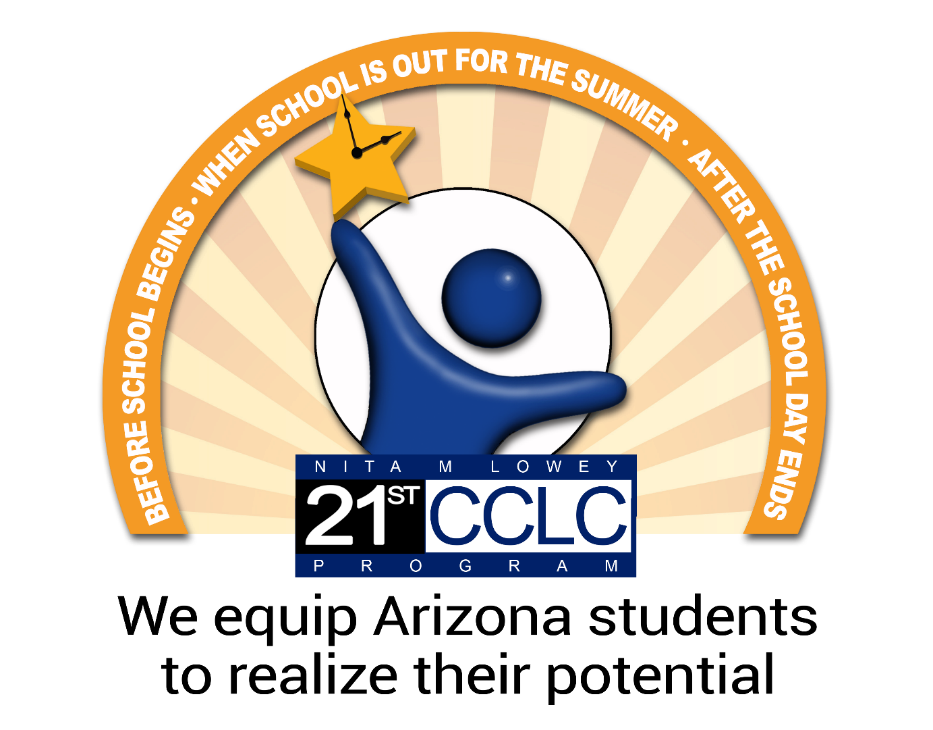 BEFORE SCHOOL BEGINS · WHEN SCHOOL IS OUT FOR THE SUMMER · AFTER THE SCHOOL DAY ENDS
NITA M LOWEY
21ST CCLC
PROGRAM
We equip Arizona students
to realize their potential